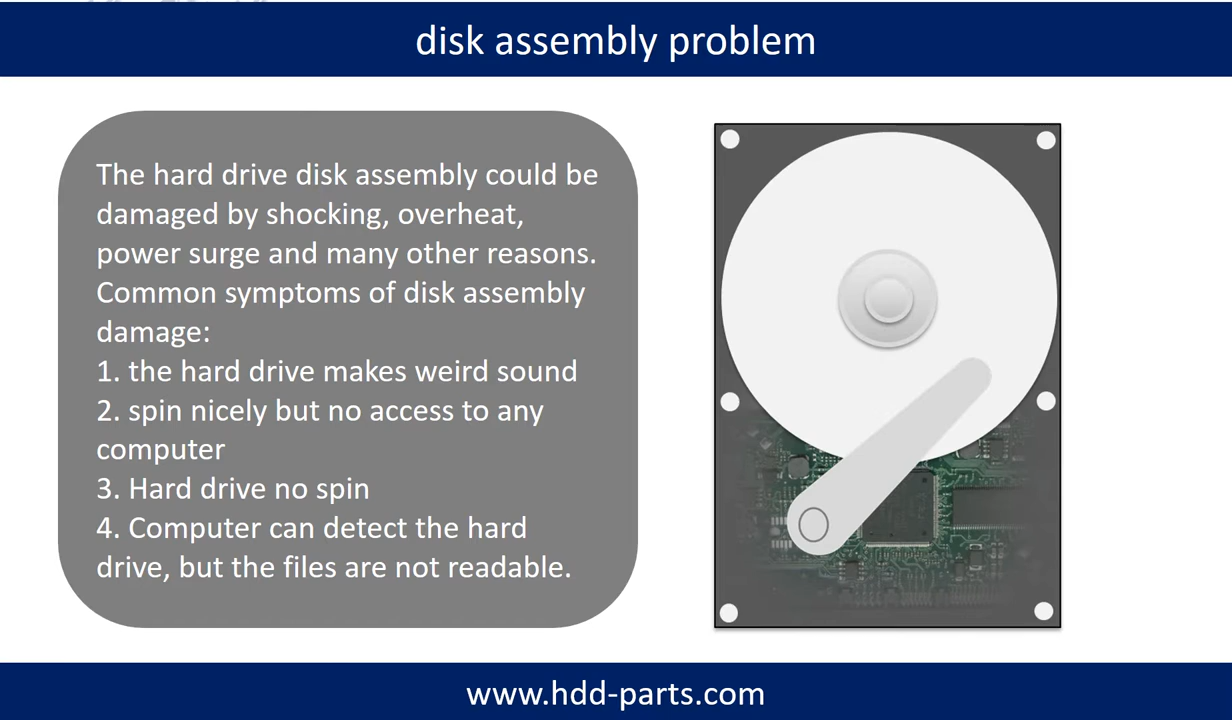 disk assembly problem
The hard drive disk assembly could be
damaged by shocking, overheat,
power surge and many other reasons.
Common symptoms of disk assembly
damage:
1. the hard drive makes weird sound
2. spin nicely but no access to any
computer
3. Hard drive no spin
4. Computer can detect the hard
drive, but the files are not readable.
www.hdd-parts.com